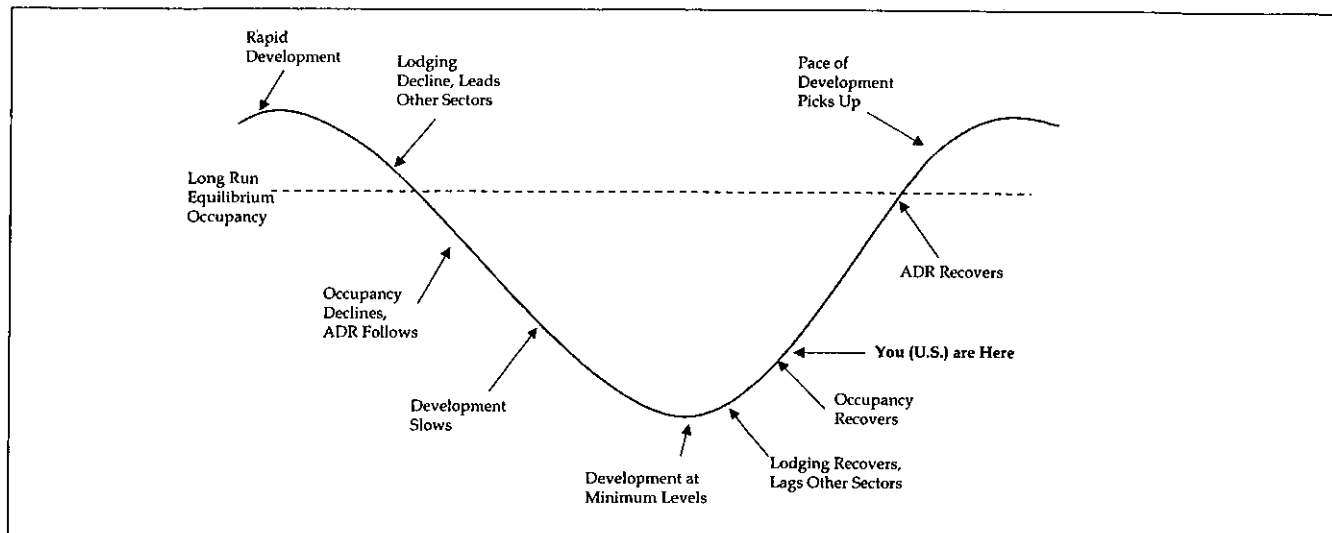 Rapid
Development
Lodging
Decline, Leads
Other Sectors
Pace of
Development
Picks Up
Long Run
Equilibrium
Occupancy
ADR Recovers
Occupancy
Declines,
ADR Follows
You (U.S.) are Here
Development
Slows
Occupancy
Recovers
Lodging Recovers,
Lags Other Sectors
Development at
Minimum Levels